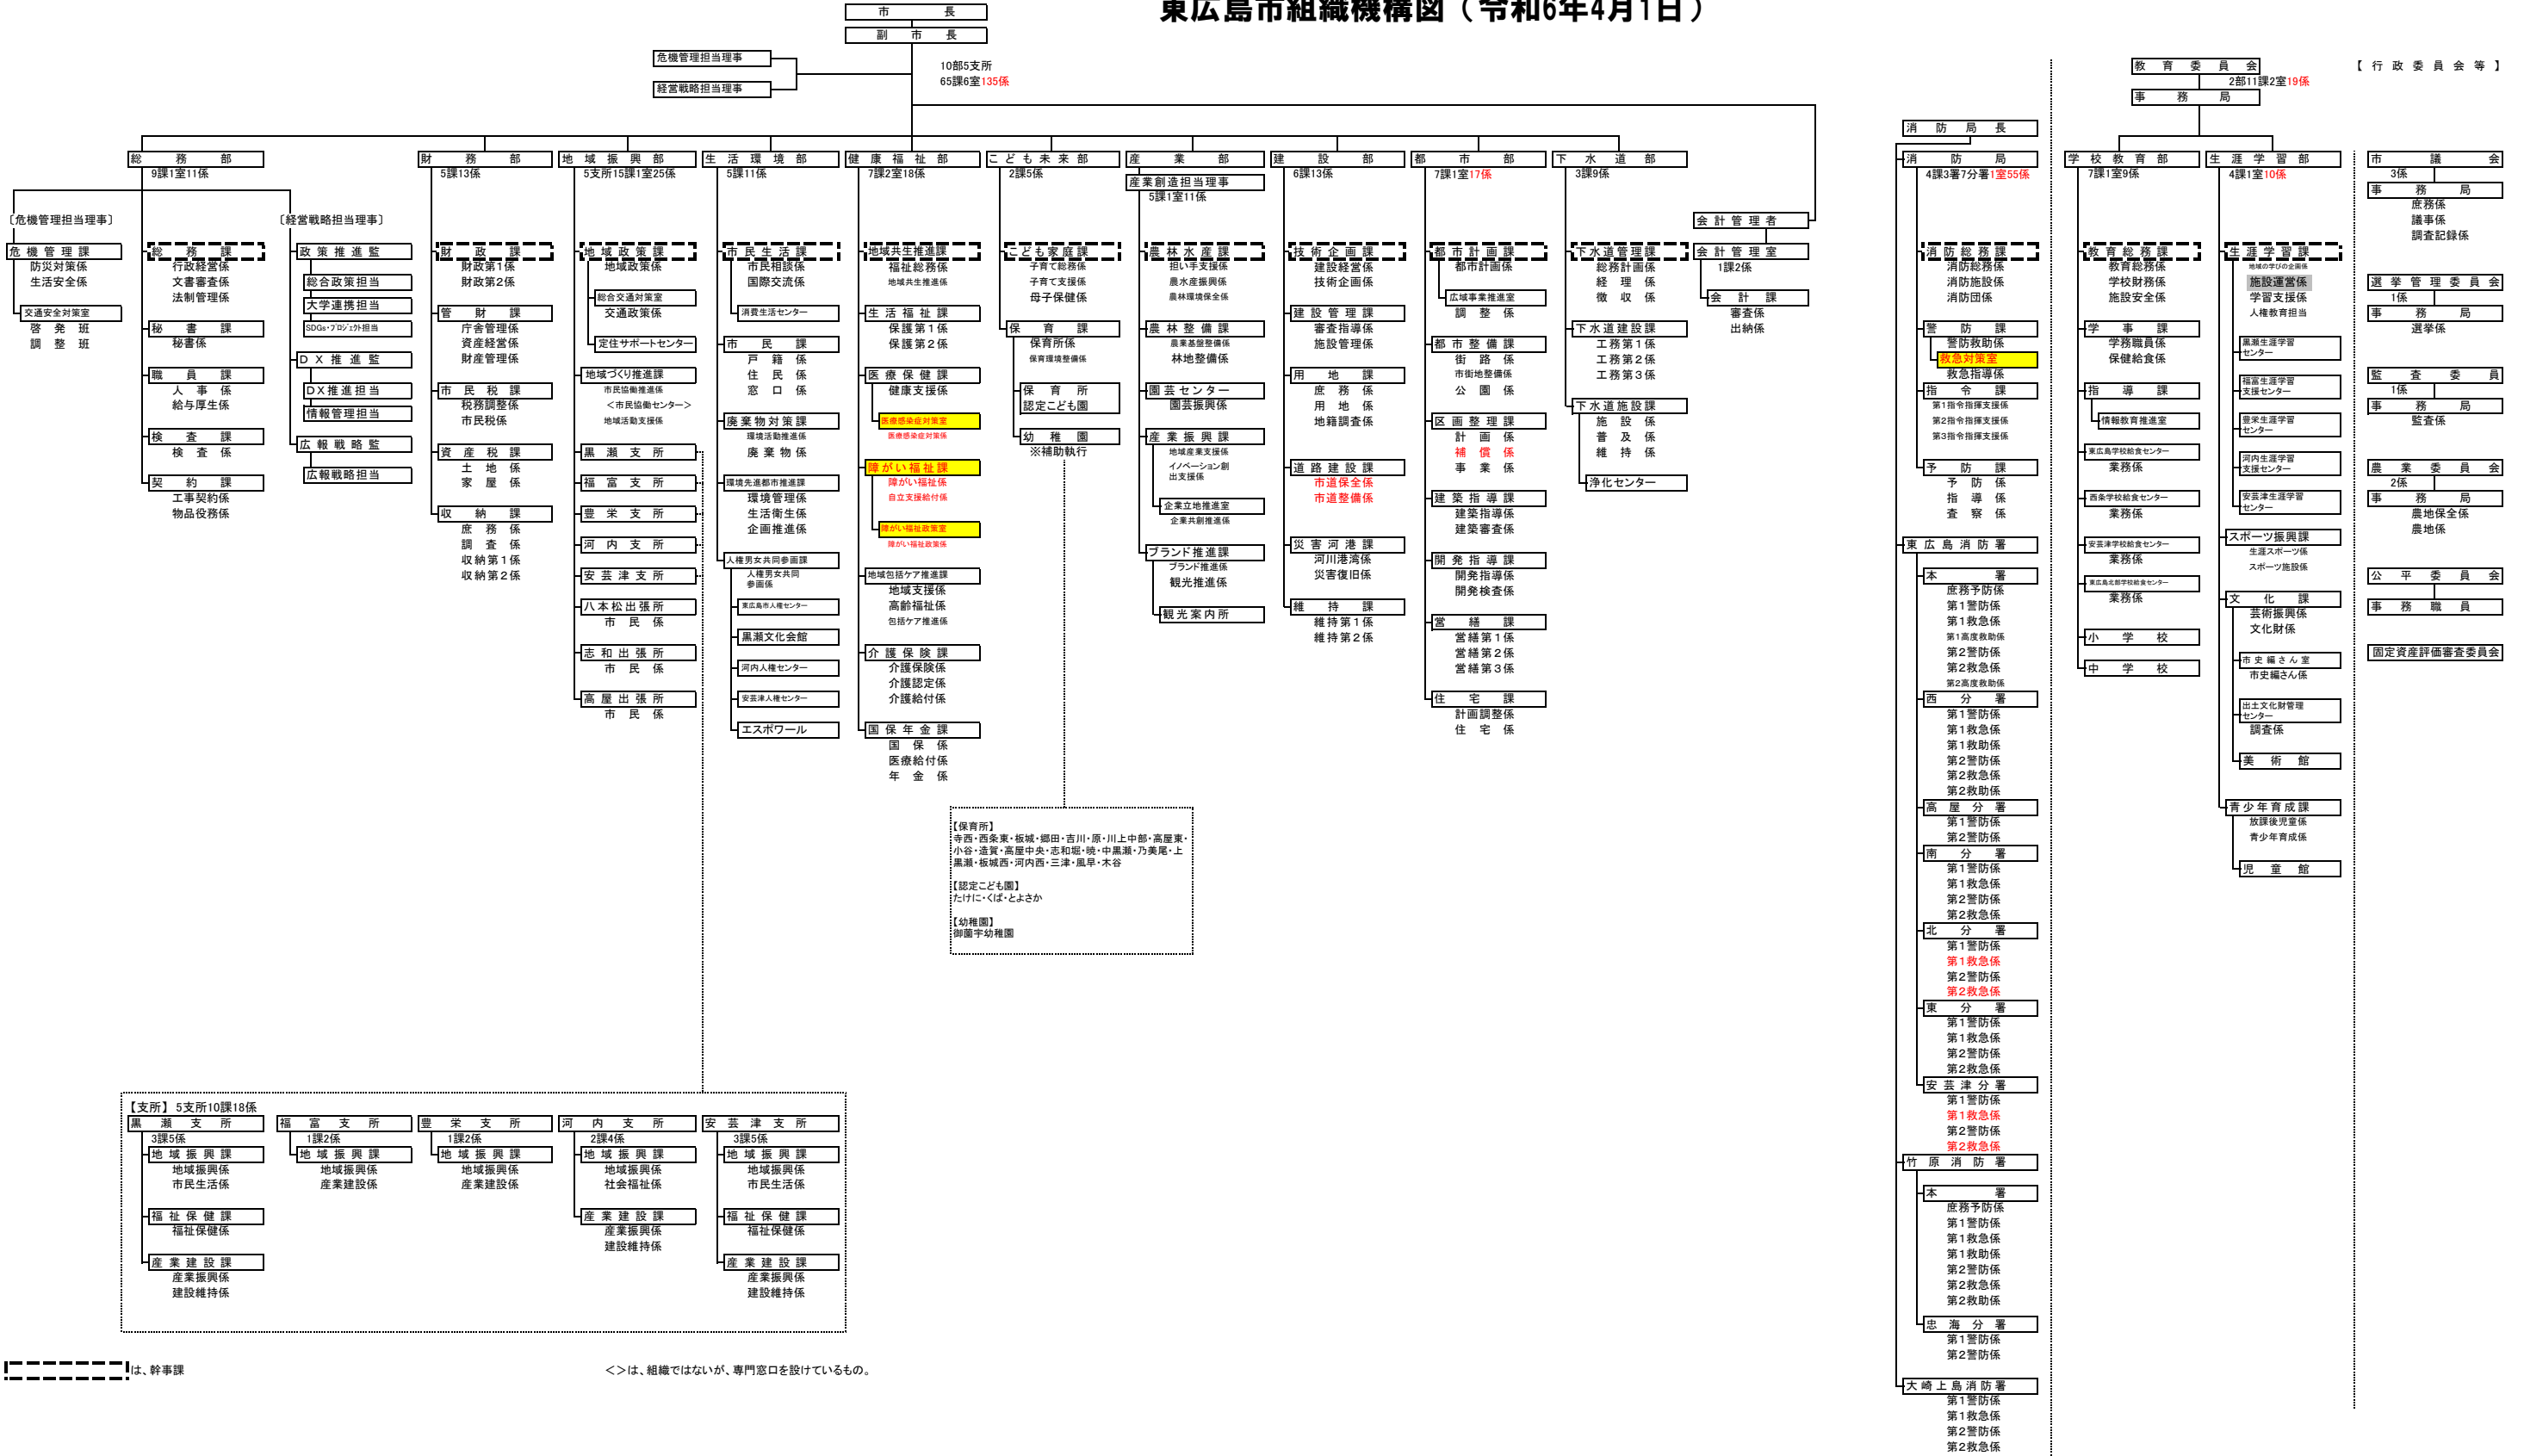 東広島市組織機構図（令和6年4月1日）
市長
副市長
危機管理担当理事
経営戦略担当理事
10部5支所
65課6室135係
総務部
9課1室11係
〔危機管理担当理事〕
危機管理課
防災対策係
生活安全係
交通安全対策室
啓発班
調整班
総務課
行政経営係
文書審査係
法制管理係
秘書課
秘書係
職員課
人事係
給与厚生係
検査課
検査係
契約課
工事契約係
物品役務係
〔経営戦略担当理事〕
政策推進監
総合政策担当
大学連携担当
SDGs・プロジェクト担当
DX推進監
DX推進担当
情報管理担当
広報戦略監
広報戦略担当
財務部
5課13係
財政課
財政第1係
財政第2係
管財課
庁舎管理係
資産経営係
財産管理係
市民税課
税務調整係
市民税係
資産税課
土地係
家屋係
収納課
庶務係
調査係
収納第1係
収納第2係
地域振興部
5支所15課1室25係
地域政策課
地域政策係
総合交通対策室
交通政策係
定住サポートセンター
地域づくり推進課
市民協働推進係
＜市民協働センター＞
地域活動支援係
黒瀬支所
福富支所
豊栄支所
河内支所
安芸津支所
八本松出張所
市民係
志和出張所
市民係
高屋出張所
市民係
生活環境部
5課11係
市民生活課
市民相談係
国際交流係
消費生活センター
市民課
戸籍係
住民係
窓口係
廃棄物対策課
環境活動推進係
廃棄物係
環境先進都市推進課
環境管理係
生活衛生係
企画推進係
人権男女共同参画課
人権男女共同
参画係
東広島市人権センター
黒瀬文化会館
河内人権センター
安芸津人権センター
エスポワール
健康福祉部
7課2室18係
地域共生推進課
福祉総務係
地域共生推進係
生活福祉課
保護第1係
保護第2係
医療保健課
健康支援係
医療感染症対策室
医療感染症対策係
障がい福祉課
障がい福祉係
自立支援給付係
障がい福祉政策室
障がい福祉政策係
地域包括ケア推進課
地域支援係
高齢福祉係
包括ケア推進係
介護保険課
介護保険係
介護認定係
介護給付係
国保年金課
国保係
医療給付係
年金係
こども未来部
2課5係
こども家庭課
子育て総務係
子育て支援係
母子保健係
保育課
保育所係
保育環境整備係
保育所
認定こども園
幼稚園
※補助執行
【保育所】
寺西・西条東・板城・郷田・吉川・原・川上中部・高屋東・
小谷・造賀・高屋中央・志和堀・暁・中黒瀬・乃美尾・上
黒瀬・板城西・河内西・三津・風早・木谷
【認定こども園】
たけに・くば・とよさか
【幼稚園】
御薗宇幼稚園
産業部
産業創造担当理事
5課1室11係
農林水産課
担い手支援係
農水産振興係
農林環境保全係
農林整備課
農業基盤整備係
林地整備係
園芸センター
園芸振興係
産業振興課
地域産業支援係
イノベーション創
出支援係
企業立地推進室
企業共創推進係
ブランド推進課
ブランド推進係
観光推進係
観光案内所
建設部
6課13係
技術企画課
建設経営係
技術企画係
建設管理課
審査指導係
施設管理係
用地課
庶務係
用地係
地籍調査係
道路建設課
市道保全係
市道整備係
災害河港課
河川港湾係
災害復旧係
維持課
維持第1係
維持第2係
都市部
7課1室17係
都市計画課
都市計画係
広域事業推進室
調整係
都市整備課
街路係
市街地整備係
公園係
区画整理課
計画係
補償係
事業係
建築指導課
建築指導係
建築審査係
開発指導課
開発指導係
開発検査係
営繕課
営繕第1係
営繕第2係
営繕第3係
住宅課
計画調整係
住宅係
下水道部
3課9係
下水道管理課
総務計画係
経理係
徴収係
下水道建設課
工務第1係
工務第2係
工務第3係
下水道施設課
施設係
普及係
維持係
浄化センター
会計管理者
会計管理室
1課2係
会計課
審査係
出納係
消防局長
消防局
4課3署7分署1室55係
消防総務課
消防総務係
消防施設係
消防団係
警防課
警防救助係
救急対策室
救急指導係
指令課
第1指令指揮支援係
第2指令指揮支援係
第3指令指揮支援係
予防課
予防係
指導係
査察係
東広島消防署
本署
庶務予防係
第1警防係
第1救急係
第1高度救助係
第2警防係
第2救急係
第2高度救助係
西分署
第1警防係
第1救急係
第1救助係
第2警防係
第2救急係
第2救助係
高屋分署
第1警防係
第2警防係
南分署
第1警防係
第1救急係
第2警防係
第2救急係
北分署
第1警防係
第1救急係
第2警防係
第2救急係
東分署
第1警防係
第1救急係
第2警防係
第2救急係
安芸津分署
第1警防係
第1救急係
第2警防係
第2救急係
竹原消防署
本署
庶務予防係
第1警防係
第1救急係
第1救助係
第2警防係
第2救急係
第2救助係
忠海分署
第1警防係
第2警防係
大崎上島消防署
第1警防係
第1救急係
第2警防係
第2救急係
教育委員会
2部11課2室19係
事務局
学校教育部
7課1室9係
教育総務課
教育総務係
学校財務係
施設安全係
学事課
学務職員係
保健給食係
指導課
情報教育推進室
東広島学校給食センター
業務係
西条学校給食センター
業務係
安芸津学校給食センター
業務係
東広島北部学校給食センター
業務係
小学校
中学校
生涯学習部
4課1室10係
生涯学習課
地域の学びの企画係
施設運営係
学習支援係
人権教育担当
黒瀬生涯学習
センター
福富生涯学習
支援センター
豊栄生涯学習
センター
河内生涯学習
支援センター
安芸津生涯学習
センター
スポーツ振興課
生涯スポーツ係
スポーツ施設係
文化課
芸術振興係
文化財係
市史編さん室
市史編さん係
出土文化財管理
センター
調査係
美術館
青少年育成課
放課後児童係
青少年育成係
児童館
【行政委員会等】
市議会
3係
事務局
庶務係
議事係
調査記録係
選挙管理委員会
1係
事務局
選挙係
監査委員
1係
事務局
監査係
農業委員会
2係
事務局
農地保全係
農地係
公平委員会
事務職員
固定資産評価審査委員会
【支所】5支所10課18係
黒瀬支所
3課5係
地域振興課
地域振興係
市民生活係
福祉保健課
福祉保健係
産業建設課
産業振興係
建設維持係
福富支所
1課2係
地域振興課
地域振興係
産業建設係
豊栄支所
1課2係
地域振興課
地域振興係
産業建設係
河内支所
2課4係
地域振興課
地域振興係
社会福祉係
産業建設課
産業振興係
建設維持係
安芸津支所
3課5係
地域振興課
地域振興係
市民生活係
福祉保健課
福祉保健係
産業建設課
産業振興係
建設維持係
は、幹事課
＜＞は、組織ではないが、専門窓口を設けているもの。